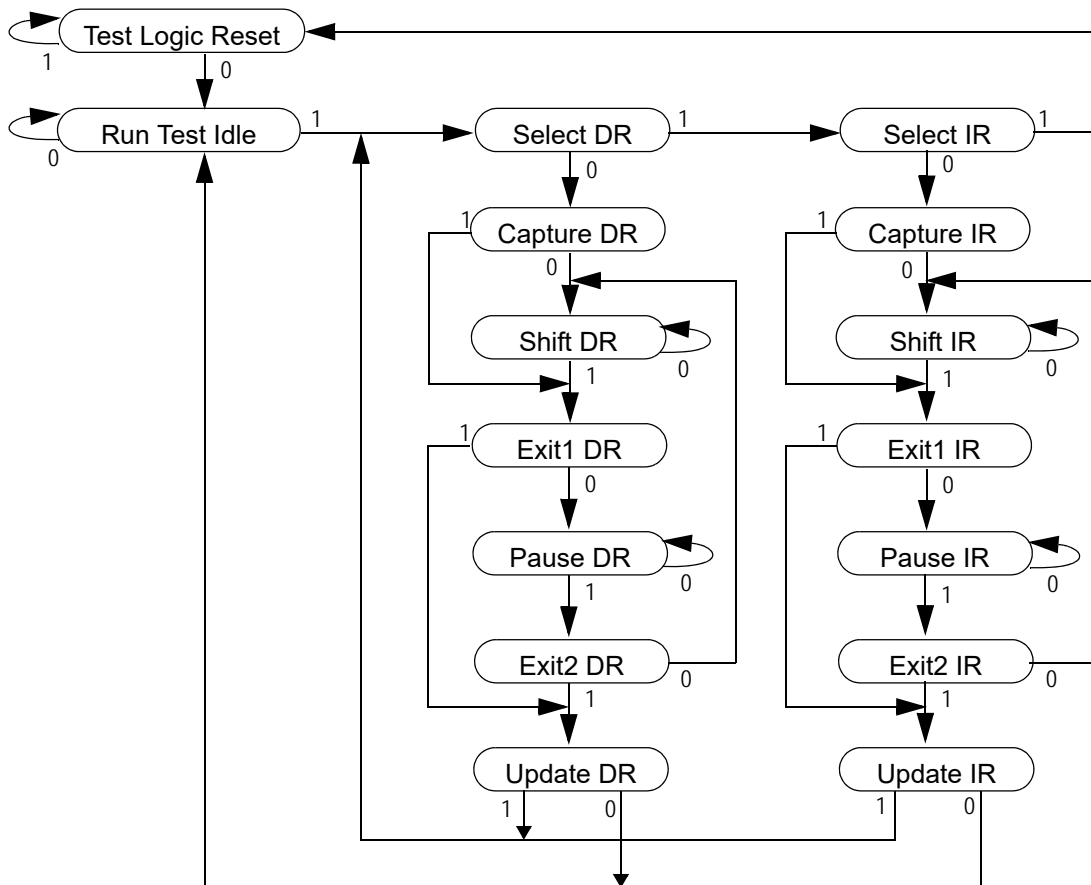 Test Logic Reset
1
0
Run Test Idle
1
0
Select DR
1
0
Select IR
1
0
1
Capture DR
0
1
Capture IR
0
Shift DR
0
1
Shift IR
0
1
1
Exit1 DR
0
1
Exit1 IR
0
Pause DR
0
1
Pause IR
0
1
Exit2 DR
0
1
Exit2 IR
0
1
Update DR
1
0
Update IR
1
0